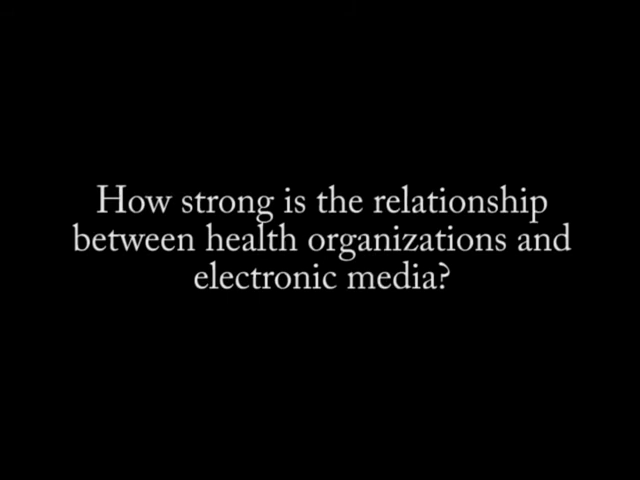 How strong is the relationship
between health organizations and
electronic media?